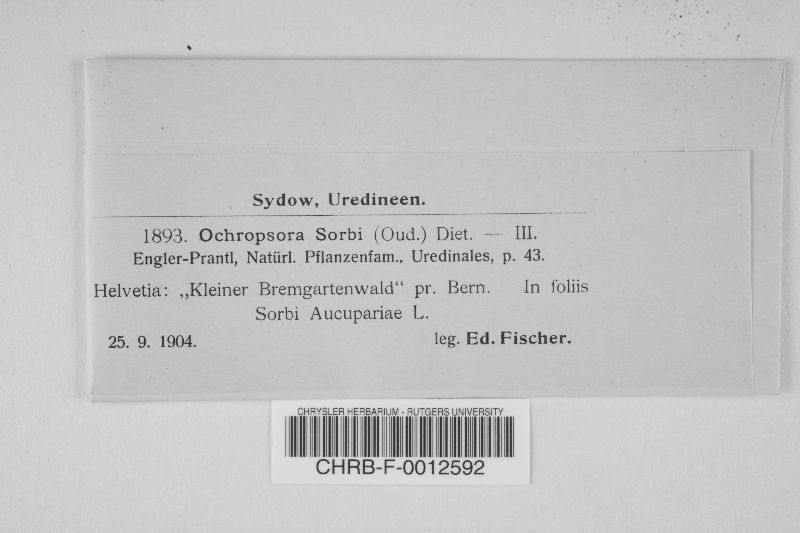 Sydow, Uredineen.
1893. Ochropsora Sorbi (Oud.) Diet. — III.
Engler-Prantl, Natürl. Pflanzenfam., Uredinales, p. 43.
Helvetia: „Kleiner Bremgartenwald“ pr. Bern. In foliis
Sorbi Aucupariae L.
25. 9. 1904. leg. Ed. Fischer.
CHRYSLER HERBARIUM - RUTGERS UNIVERSITY
CHRB-F-0012592